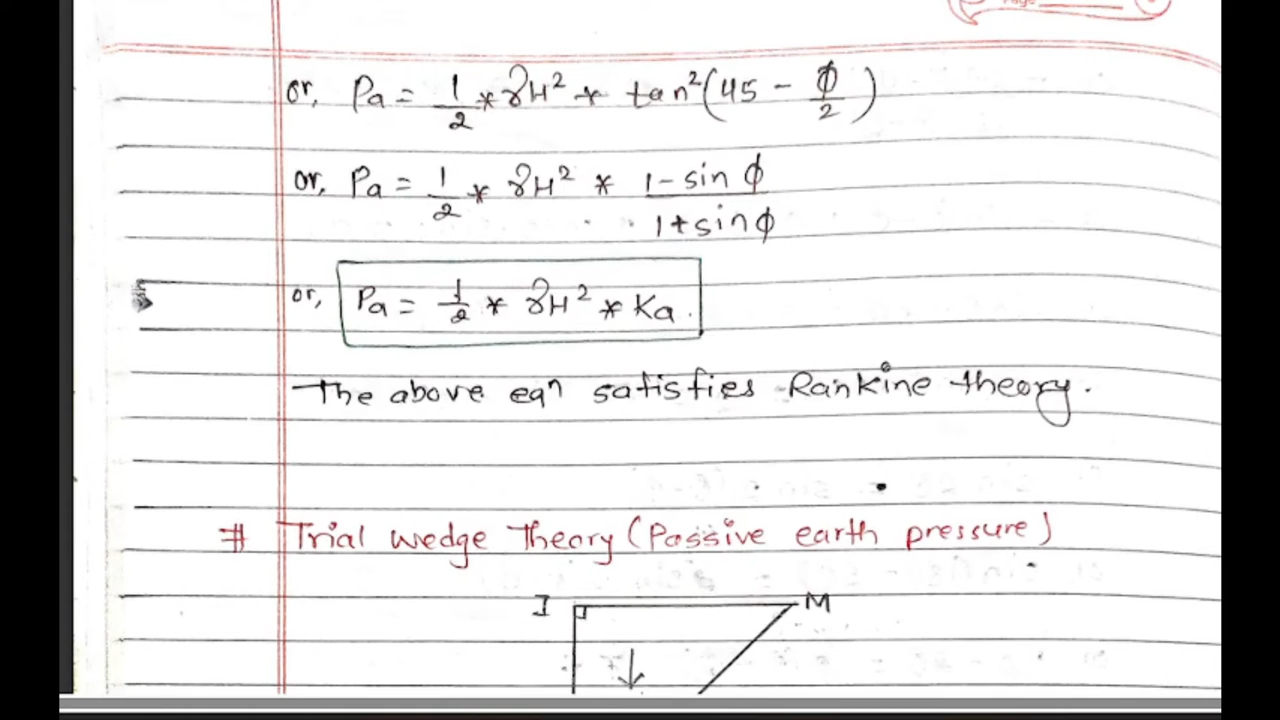 or, Pa = 1/2 * γH² * tan²(45 - φ/2)
or, Pa = 1/2 * γH² * (1 - sin φ)/(1 + sin φ)
or, Pa = 1/2 * γH² * Ka.
The above eqⁿ satisfies Rankine theory.
# Trial wedge Theory (Passive earth pressure)
I M